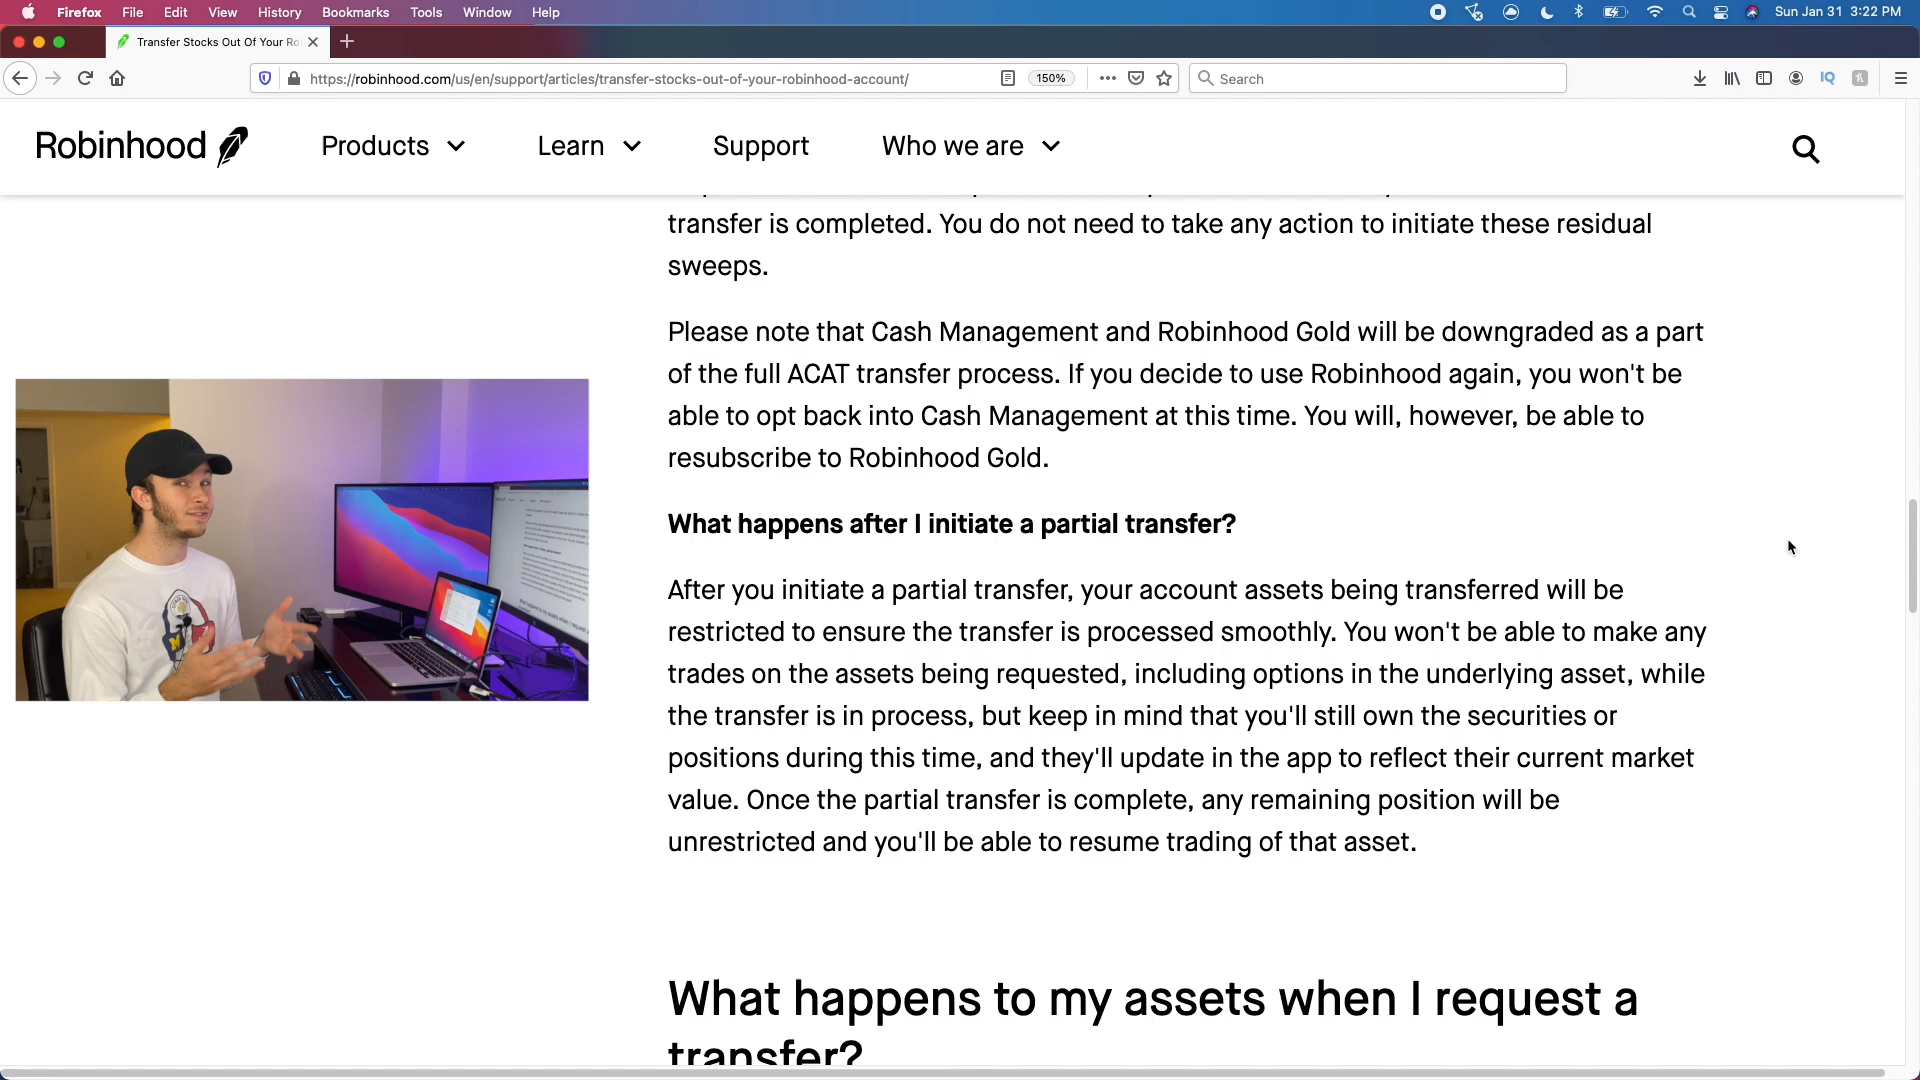 Firefox File Edit View History Bookmarks Tools Window Help Sun Jan 31 3:22 PM
Transfer Stocks Out Of Your Ro
https://robinhood.com/us/en/support/articles/transfer-stocks-out-of-your-robinhood-account/ 150% Search
Robinhood Products Learn Support Who we are
transfer is completed. You do not need to take any action to initiate these residual
sweeps.
Please note that Cash Management and Robinhood Gold will be downgraded as a part
of the full ACAT transfer process. If you decide to use Robinhood again, you won't be
able to opt back into Cash Management at this time. You will, however, be able to
resubscribe to Robinhood Gold.
What happens after I initiate a partial transfer?
After you initiate a partial transfer, your account assets being transferred will be
restricted to ensure the transfer is processed smoothly. You won't be able to make any
trades on the assets being requested, including options in the underlying asset, while
the transfer is in process, but keep in mind that you'll still own the securities or
positions during this time, and they'll update in the app to reflect their current market
value. Once the partial transfer is complete, any remaining position will be
unrestricted and you'll be able to resume trading of that asset.
What happens to my assets when I request a
transfer?